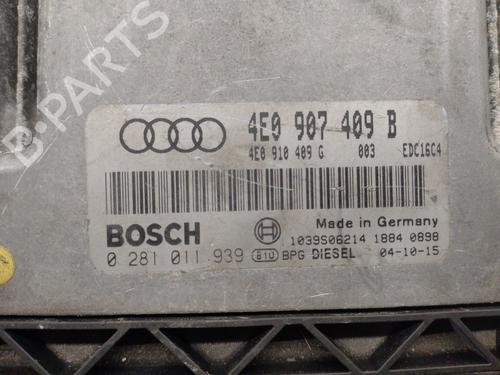 B-PARTS
4E0 907 409 B
4E0 910 409 G 003 EDC16C4
BOSCH
Made in Germany
1039S06214 1884 0898
0 281 011 939 BPG DIESEL 04-10-15